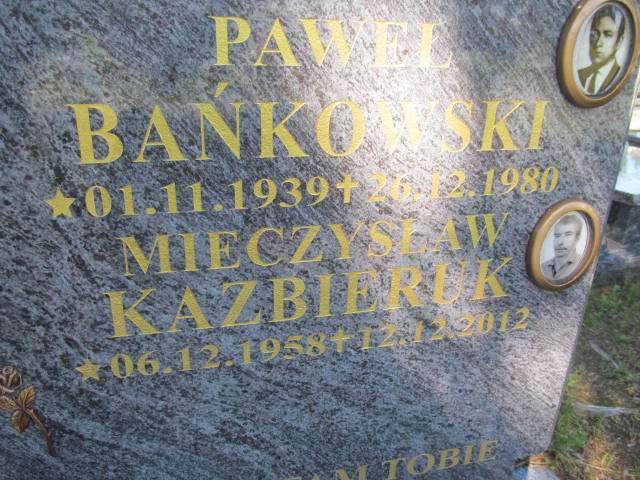 PAWEŁ
BAŃKOWSKI
★01.11.1939 ✝ 26.12.1980
MIECZYSŁAW
KAZBIERUK
★06.12.1958 ✝ 12.12.2012
TOBIE